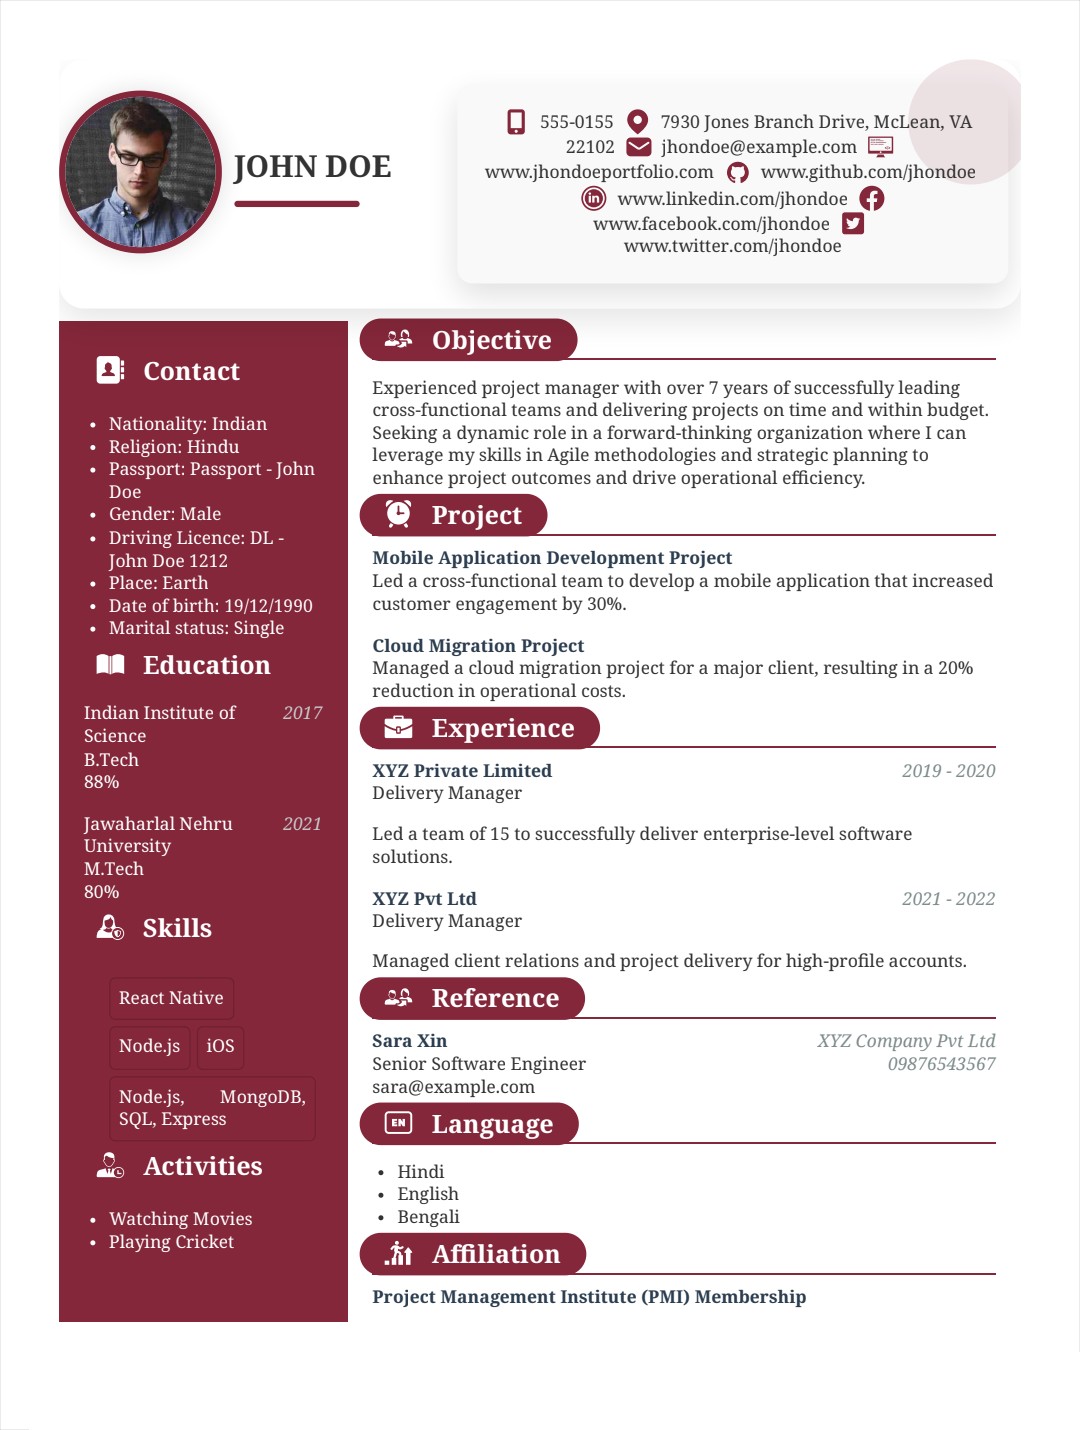 JOHN DOE
555-0155 7930 Jones Branch Drive, McLean, VA
22102 jhondoe@example.com
www.jhondoeportfolio.com www.github.com/jhondoe
www.linkedin.com/jhondoe
www.facebook.com/jhondoe
www.twitter.com/jhondoe
Contact
• Nationality: Indian
• Religion: Hindu
• Passport: Passport - John
Doe
• Gender: Male
• Driving Licence: DL -
John Doe 1212
• Place: Earth
• Date of birth: 19/12/1990
• Marital status: Single
Education
Indian Institute of 2017
Science
B.Tech
88%
Jawaharlal Nehru 2021
University
M.Tech
80%
Skills
React Native
Node.js iOS
Node.js, MongoDB,
SQL, Express
Activities
• Watching Movies
• Playing Cricket
Objective
Experienced project manager with over 7 years of successfully leading
cross-functional teams and delivering projects on time and within budget.
Seeking a dynamic role in a forward-thinking organization where I can
leverage my skills in Agile methodologies and strategic planning to
enhance project outcomes and drive operational efficiency.
Project
Mobile Application Development Project
Led a cross-functional team to develop a mobile application that increased
customer engagement by 30%.
Cloud Migration Project
Managed a cloud migration project for a major client, resulting in a 20%
reduction in operational costs.
Experience
XYZ Private Limited 2019 - 2020
Delivery Manager
Led a team of 15 to successfully deliver enterprise-level software
solutions.
XYZ Pvt Ltd 2021 - 2022
Delivery Manager
Managed client relations and project delivery for high-profile accounts.
Reference
Sara Xin XYZ Company Pvt Ltd
Senior Software Engineer 09876543567
sara@example.com
EN Language
• Hindi
• English
• Bengali
Affiliation
Project Management Institute (PMI) Membership